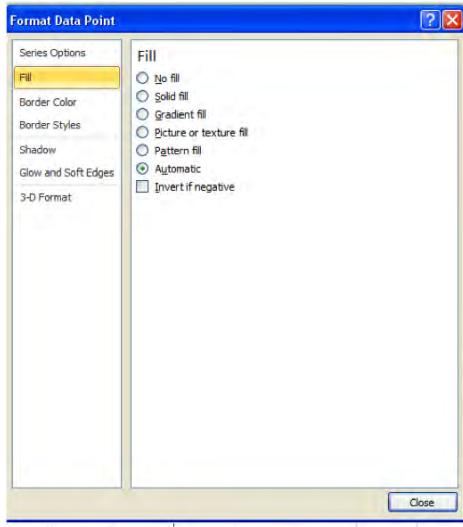 Format Data Point
Series Options
Fill
Border Color
Border Styles
Shadow
Glow and Soft Edges
3-D Format
Fill
No fill
Solid fill
Gradient fill
Picture or texture fill
Pattern fill
Automatic
Invert if negative
Close